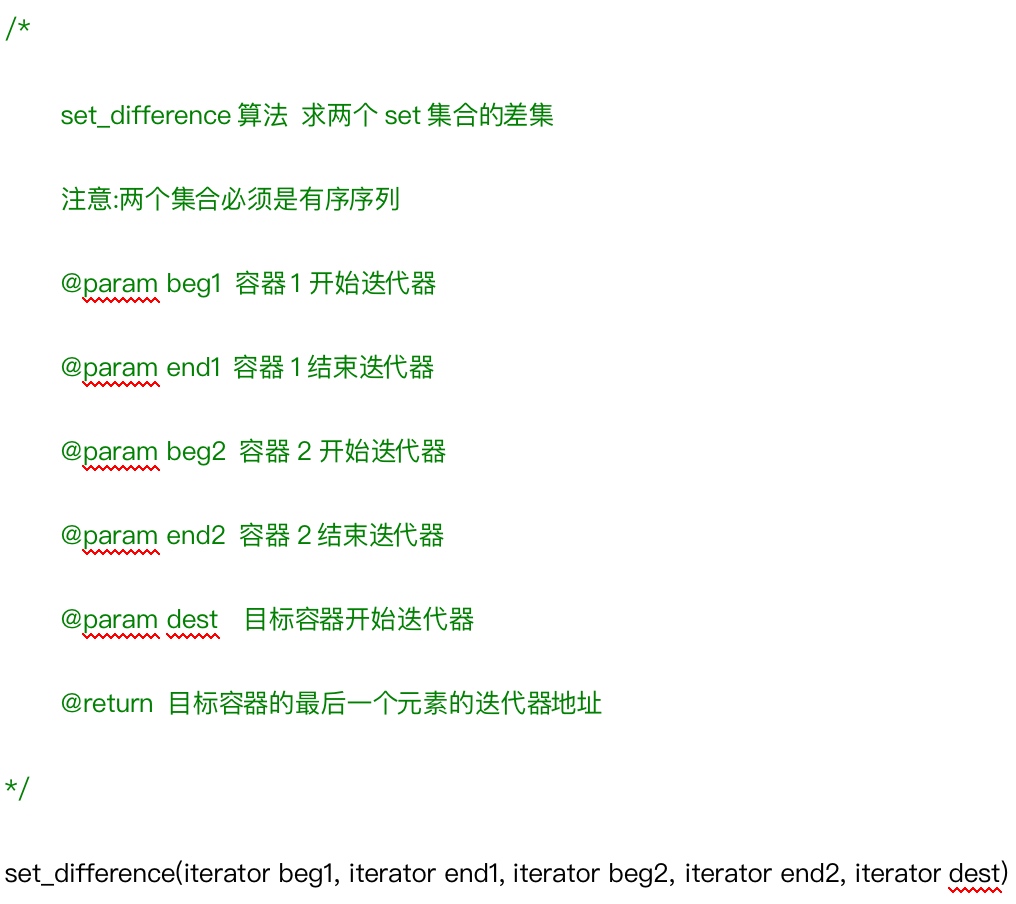 /*
set_difference 算法 求两个 set 集合的差集
注意:两个集合必须是有序序列
@param beg1 容器 1 开始迭代器
@param end1 容器 1 结束迭代器
@param beg2 容器 2 开始迭代器
@param end2 容器 2 结束迭代器
@param dest 目标容器开始迭代器
@return 目标容器的最后一个元素的迭代器地址
*/
set_difference(iterator beg1, iterator end1, iterator beg2, iterator end2, iterator dest)